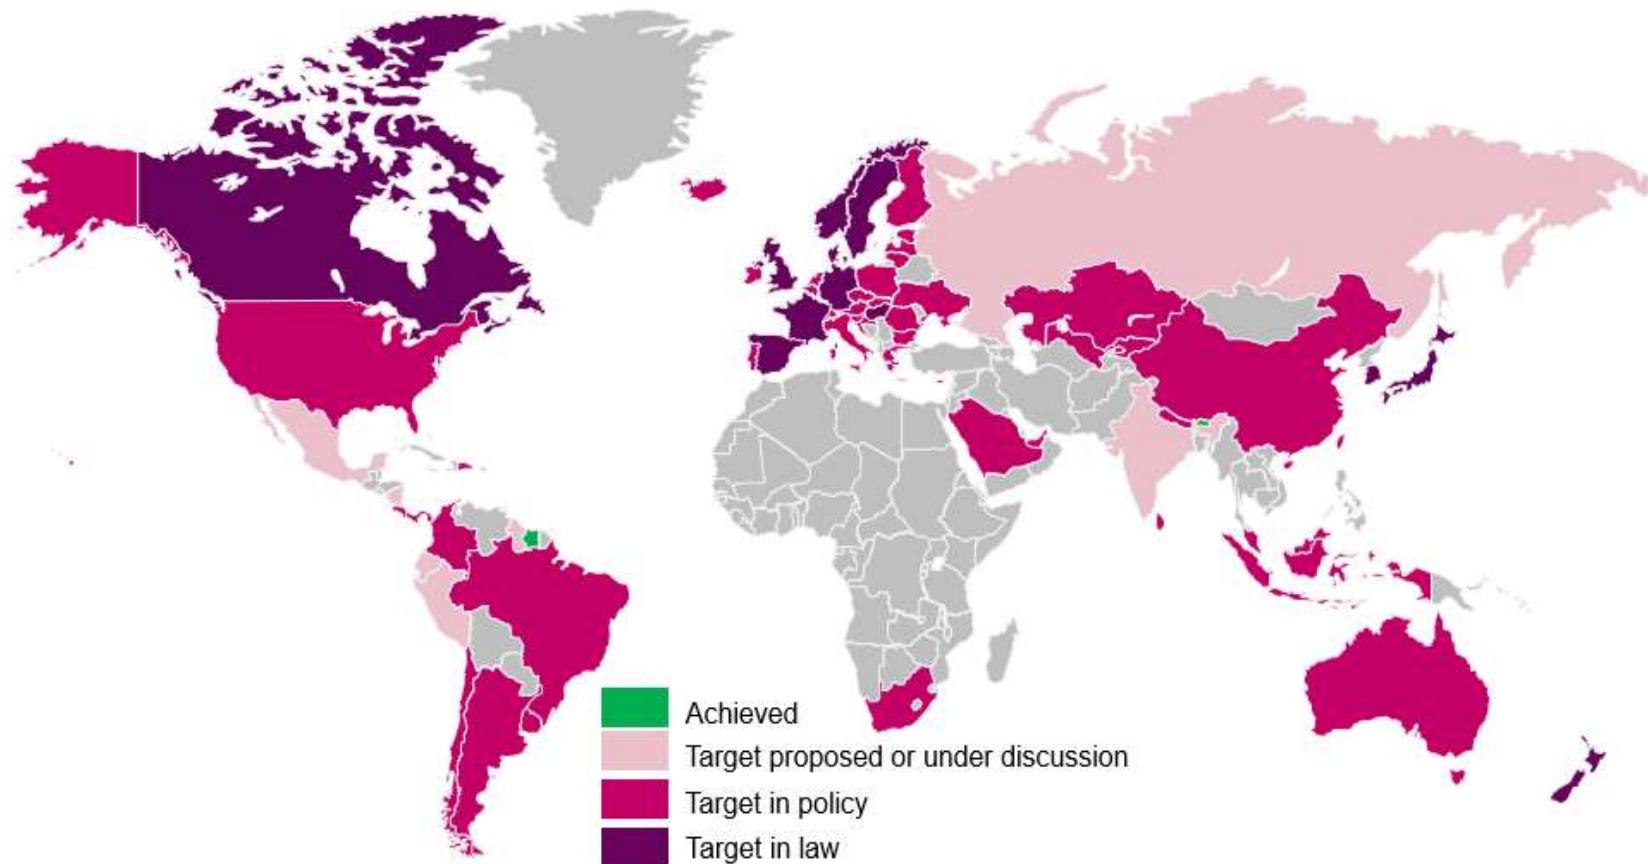 Achieved
Target proposed or under discussion
Target in policy
Target in law